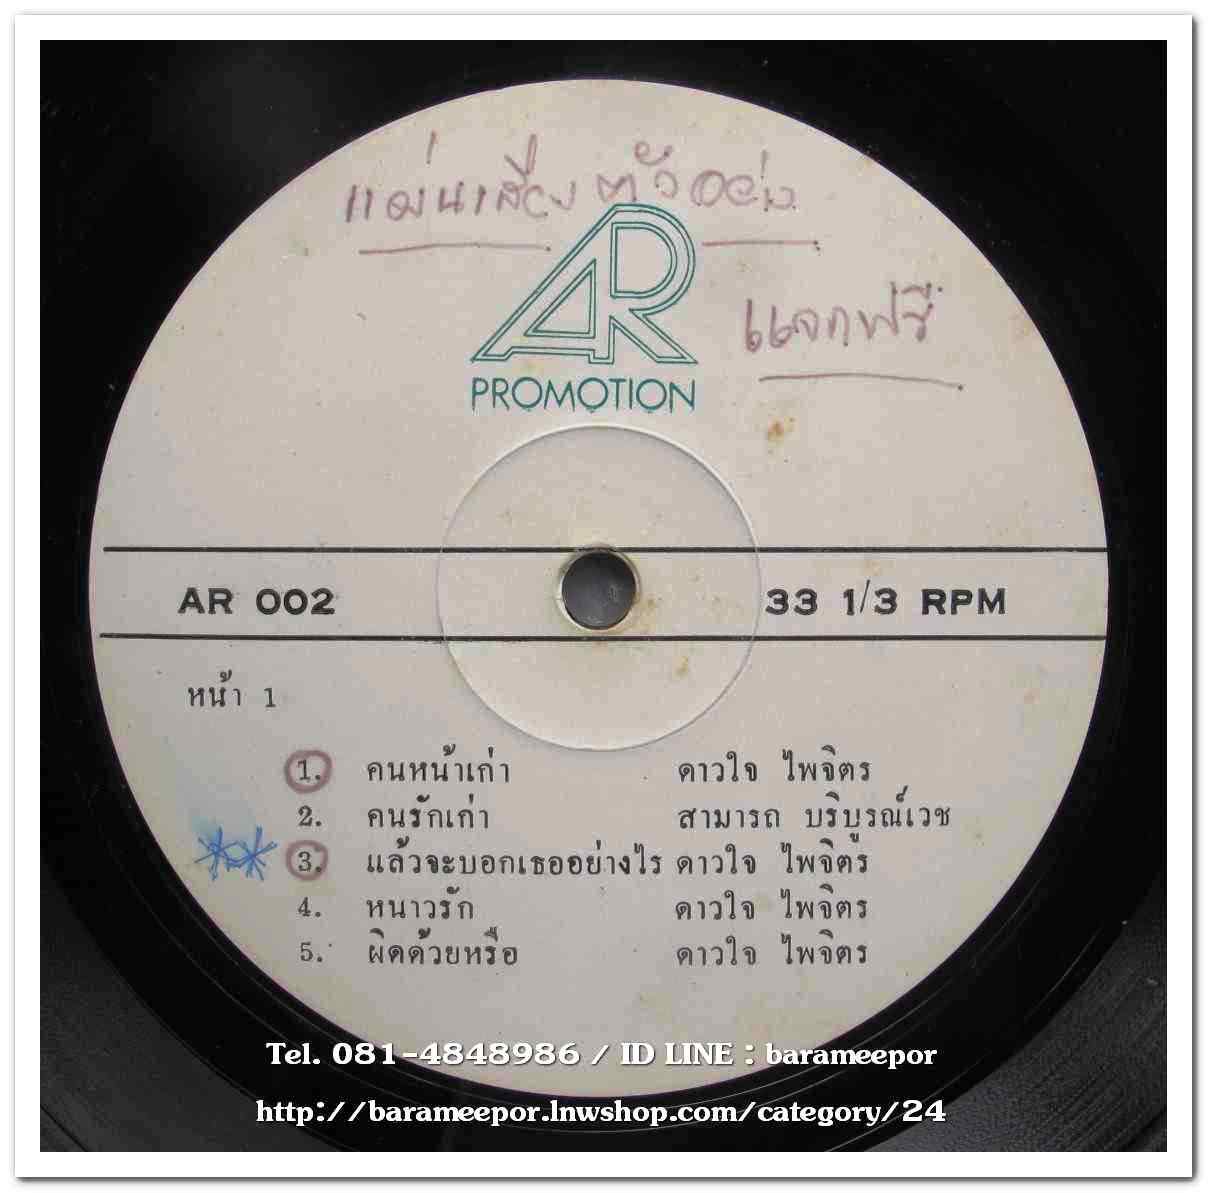 แผ่นเสียงตัวอย่าง
AR
PROMOTION
แจกฟรี
AR 002 33 1/3 RPM
หน้า 1
1. คนหน้าเก่า ดาวใจ ไพจิตร
2. คนรักเก่า สามารถ บริบูรณ์เวช
** 3. แล้วจะบอกเธออย่างไร ดาวใจ ไพจิตร
4. หนาวรัก ดาวใจ ไพจิตร
5. ผิดด้วยหรือ ดาวใจ ไพจิตร
Tel. 081-4848986 / ID LINE : barameepor
http://barameepor.lnwshop.com/category/24